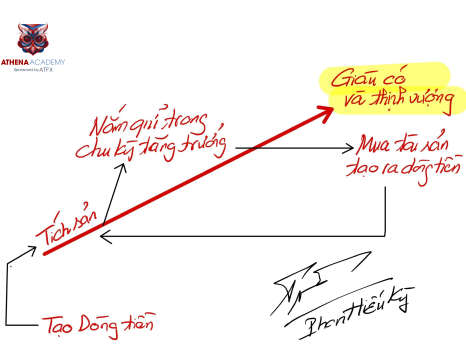 ATHENA ACADEMY
Sponsored by ATFX
Giàu có
và thịnh vượng
Nắm giữ trong
chu kỳ tăng trưởng
Mua tài sản
tạo ra dòng tiền
Tích sản
Tạo Dòng tiền
Phan Hiếu Kỳ